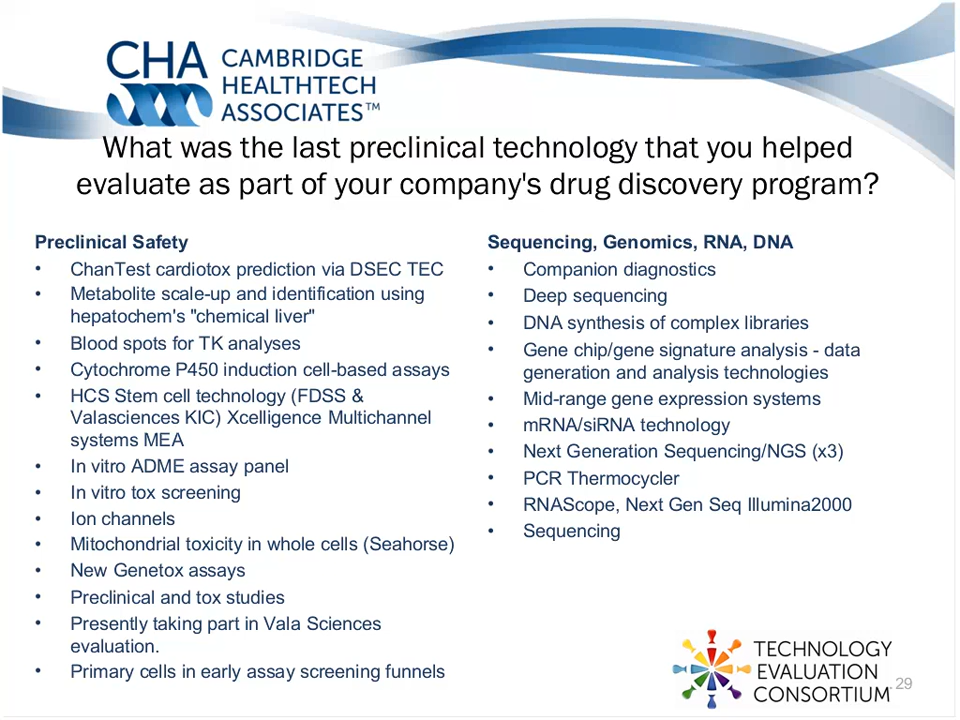 CHA CAMBRIDGE
HEALTHTECH
ASSOCIATES™
What was the last preclinical technology that you helped
evaluate as part of your company's drug discovery program?
Preclinical Safety
• ChanTest cardiotox prediction via DSEC TEC
• Metabolite scale-up and identification using
hepatochem's "chemical liver"
• Blood spots for TK analyses
• Cytochrome P450 induction cell-based assays
• HCS Stem cell technology (FDSS &
Valasciences KIC) Xcelligence Multichannel
systems MEA
• In vitro ADME assay panel
• In vitro tox screening
• Ion channels
• Mitochondrial toxicity in whole cells (Seahorse)
• New Genetox assays
• Preclinical and tox studies
• Presently taking part in Vala Sciences
evaluation.
• Primary cells in early assay screening funnels
Sequencing, Genomics, RNA, DNA
• Companion diagnostics
• Deep sequencing
• DNA synthesis of complex libraries
• Gene chip/gene signature analysis - data
generation and analysis technologies
• Mid-range gene expression systems
• mRNA/siRNA technology
• Next Generation Sequencing/NGS (x3)
• PCR Thermocycler
• RNAScope, Next Gen Seq Illumina2000
• Sequencing
TECHNOLOGY
EVALUATION
CONSORTIUM
29